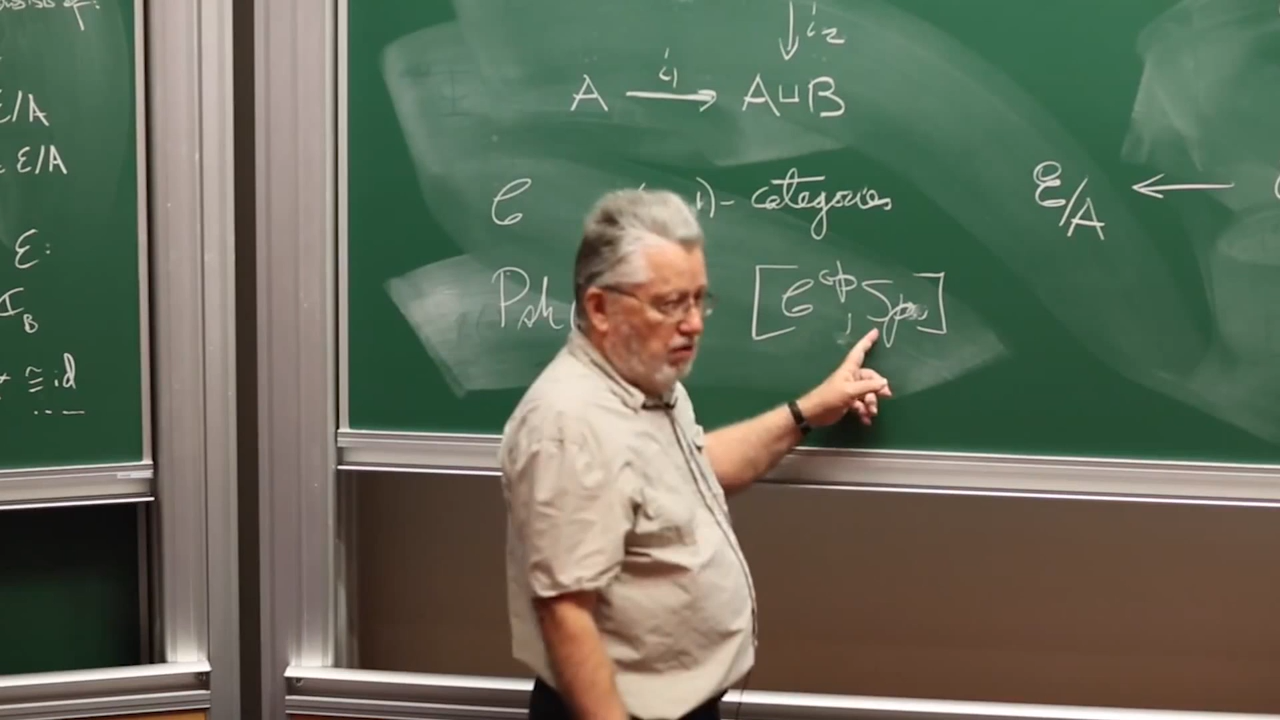 E/A
E/A
ℰ:
I_B
≅ id
↓ i₂
A —i₁→ A⊔B
𝒞
1)-categories
Psh(
[𝒞^op, Sp
ℰ/A ←